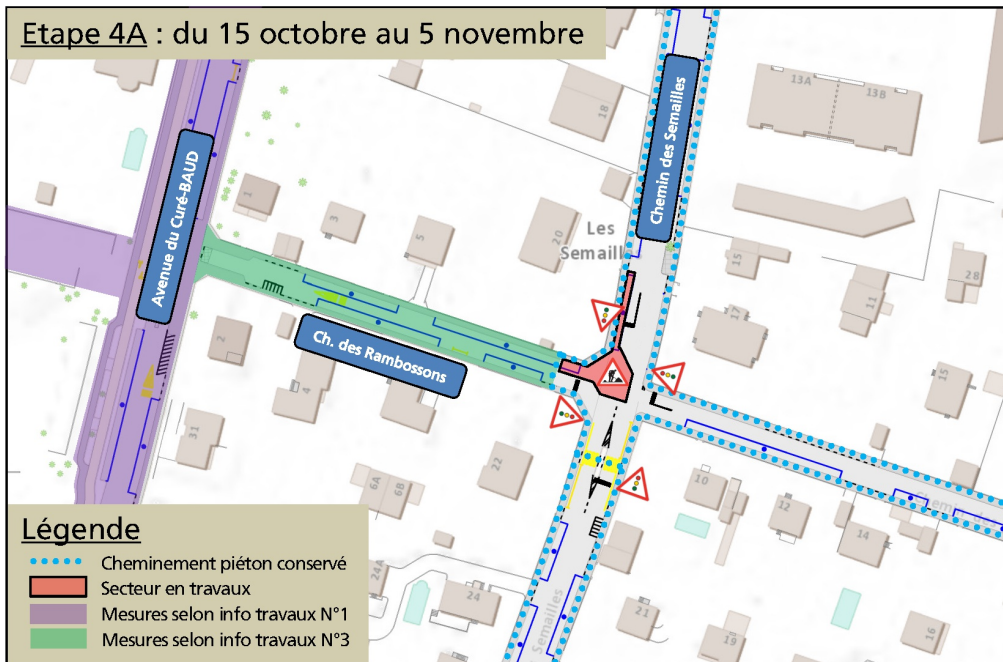 Etape 4A : du 15 octobre au 5 novembre
13A
13B
18
Chemin des Semailles
Avenue du Curé-BAUD
1
3
5
20
Les
Semaill
15
28
11
17
2
Ch. des Rambossons
4
15
31
22
6A
6B
10
12
14
Chemin des
24A
24
Semailles
21
19
16
Légende
Cheminement piéton conservé
Secteur en travaux
Mesures selon info travaux N°1
Mesures selon info travaux N°3